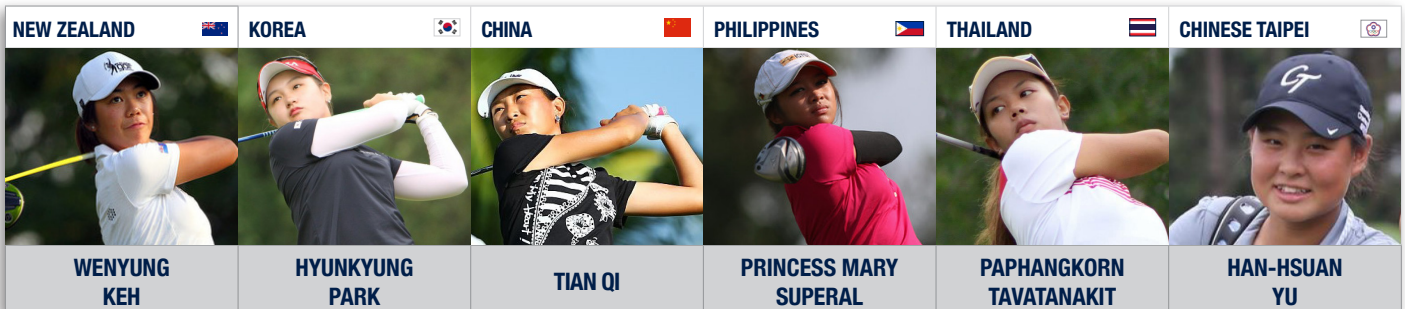 NEW ZEALAND
KOREA
CHINA
PHILIPPINES
THAILAND
CHINESE TAIPEI
CT
WENYUNG
KEH
HYUNKYUNG
PARK
TIAN QI
PRINCESS MARY
SUPERAL
PAPHANGKORN
TAVATANAKIT
HAN-HSUAN
YU